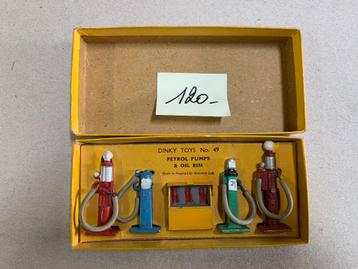 120-
DINKY TOYS No. 49
PETROL PUMPS
& OIL BIN